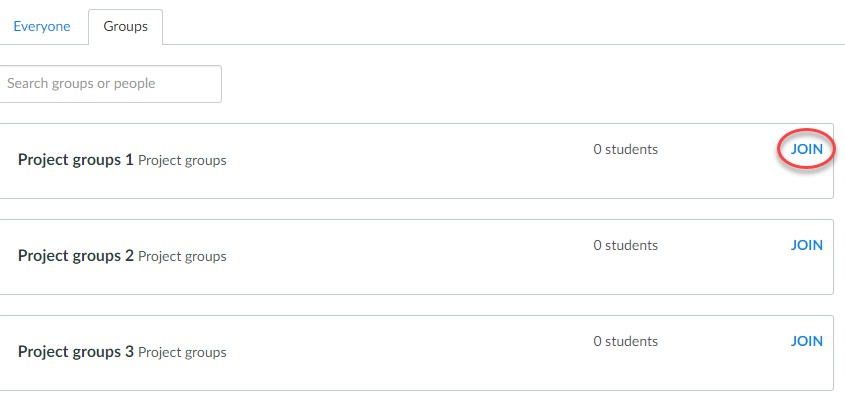 Everyone Groups
Search groups or people
Project groups 1 Project groups 0 students JOIN
Project groups 2 Project groups 0 students JOIN
Project groups 3 Project groups 0 students JOIN